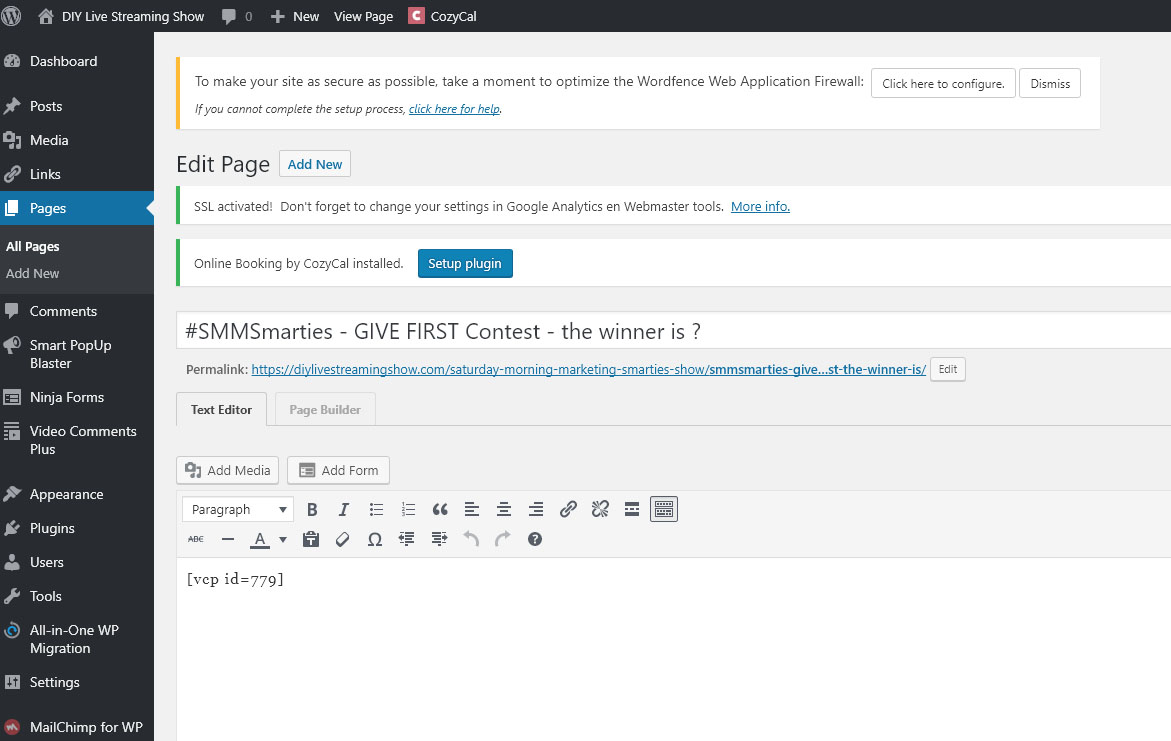 DIY Live Streaming Show 0 New View Page C CozyCal
Dashboard
Posts
Media
Links
Pages
All Pages
Add New
Comments
Smart PopUp
Blaster
Ninja Forms
Video Comments
Plus
Appearance
Plugins
Users
Tools
All-in-One WP
Migration
Settings
MailChimp for WP
To make your site as secure as possible, take a moment to optimize the Wordfence Web Application Firewall: Click here to configure. Dismiss
If you cannot complete the setup process, click here for help.
Edit Page Add New
SSL activated! Don't forget to change your settings in Google Analytics en Webmaster tools. More info.
Online Booking by CozyCal installed. Setup plugin
#SMMSmarties - GIVE FIRST Contest - the winner is ?
Permalink: https://diylivestreamingshow.com/saturday-morning-marketing-smarties-show/smmsmarties-give...st-the-winner-is/ Edit
Text Editor Page Builder
Add Media Add Form
Paragraph B I
ABC A
[vcp id=779]